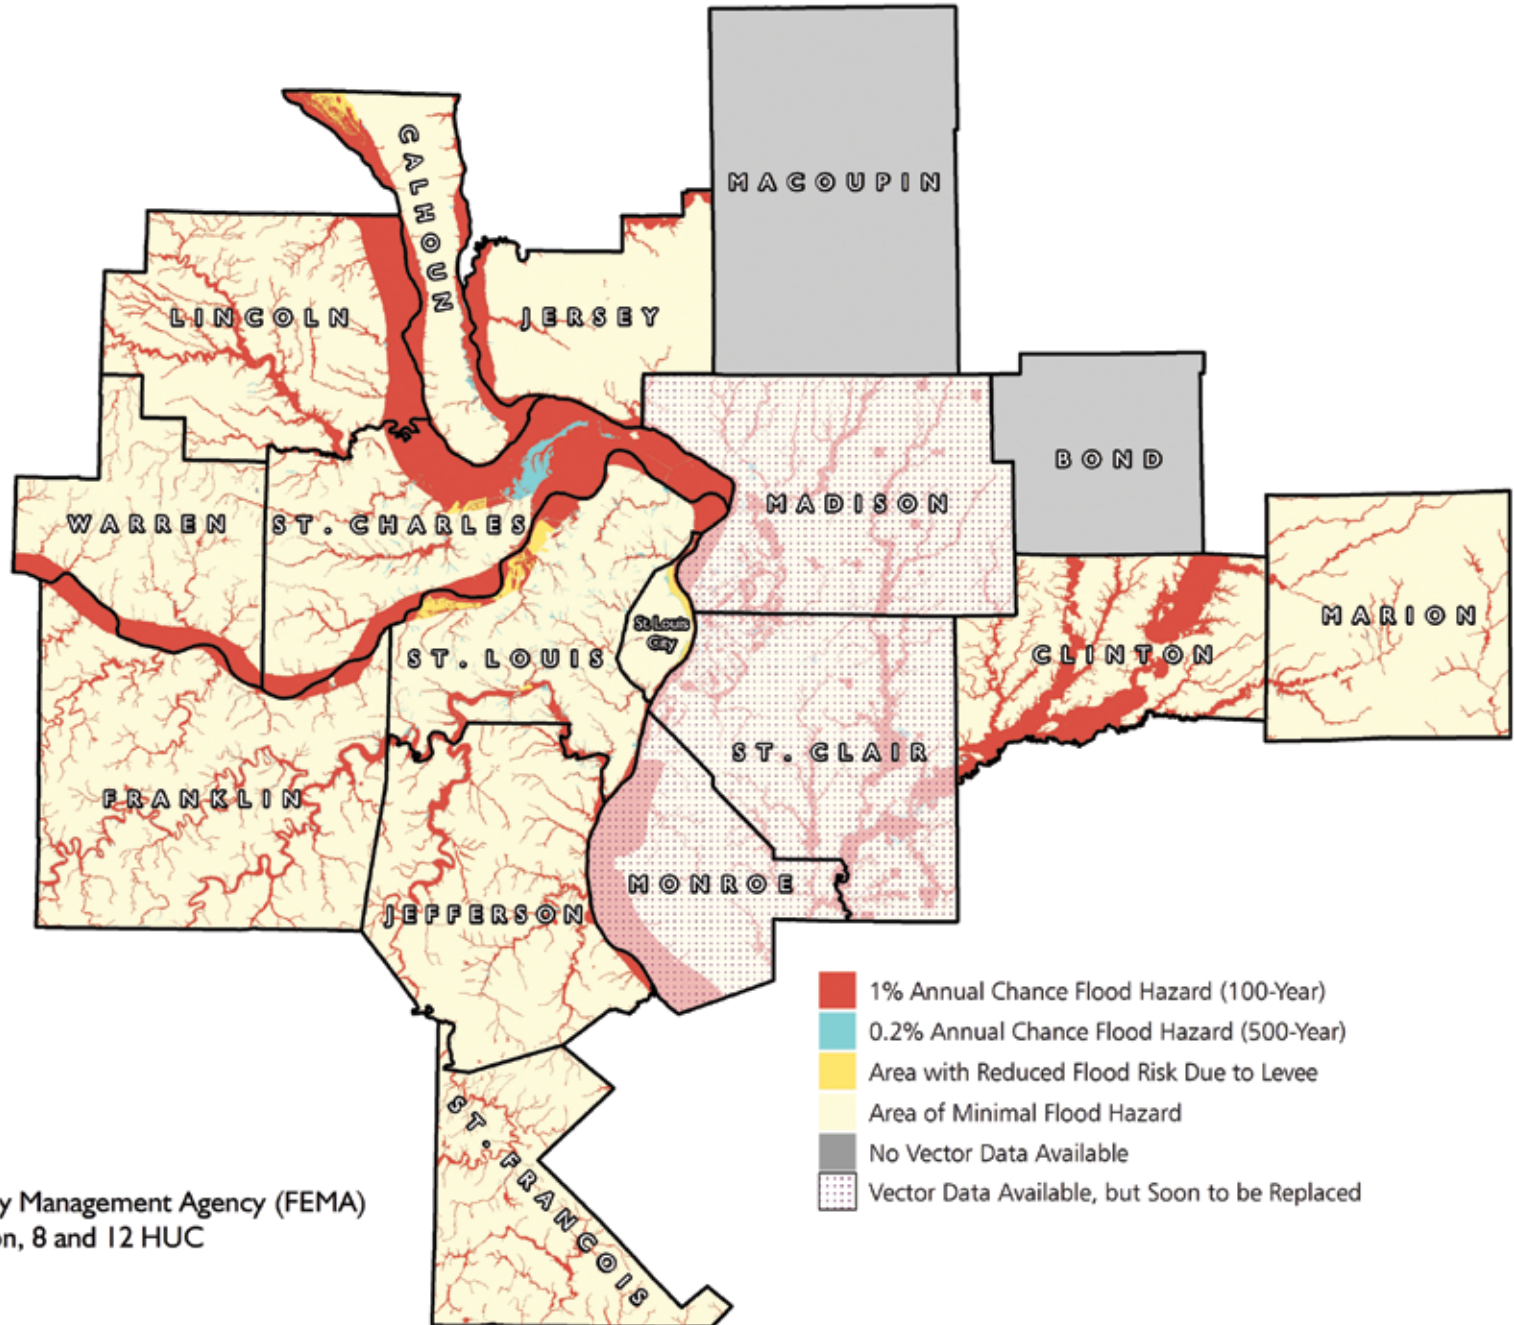 CALHOUN
MACOUPIN
LINCOLN
JERSEY
BOND
MADISON
WARREN
ST. CHARLES
MARION
St Louis
City
CLINTON
ST. LOUIS
ST. CLAIR
FRANKLIN
MONROE
JEFFERSON
ST. FRANCOIS
1% Annual Chance Flood Hazard (100-Year)
0.2% Annual Chance Flood Hazard (500-Year)
Area with Reduced Flood Risk Due to Levee
Area of Minimal Flood Hazard
No Vector Data Available
Vector Data Available, but Soon to be Replaced
y Management Agency (FEMA)
on, 8 and 12 HUC